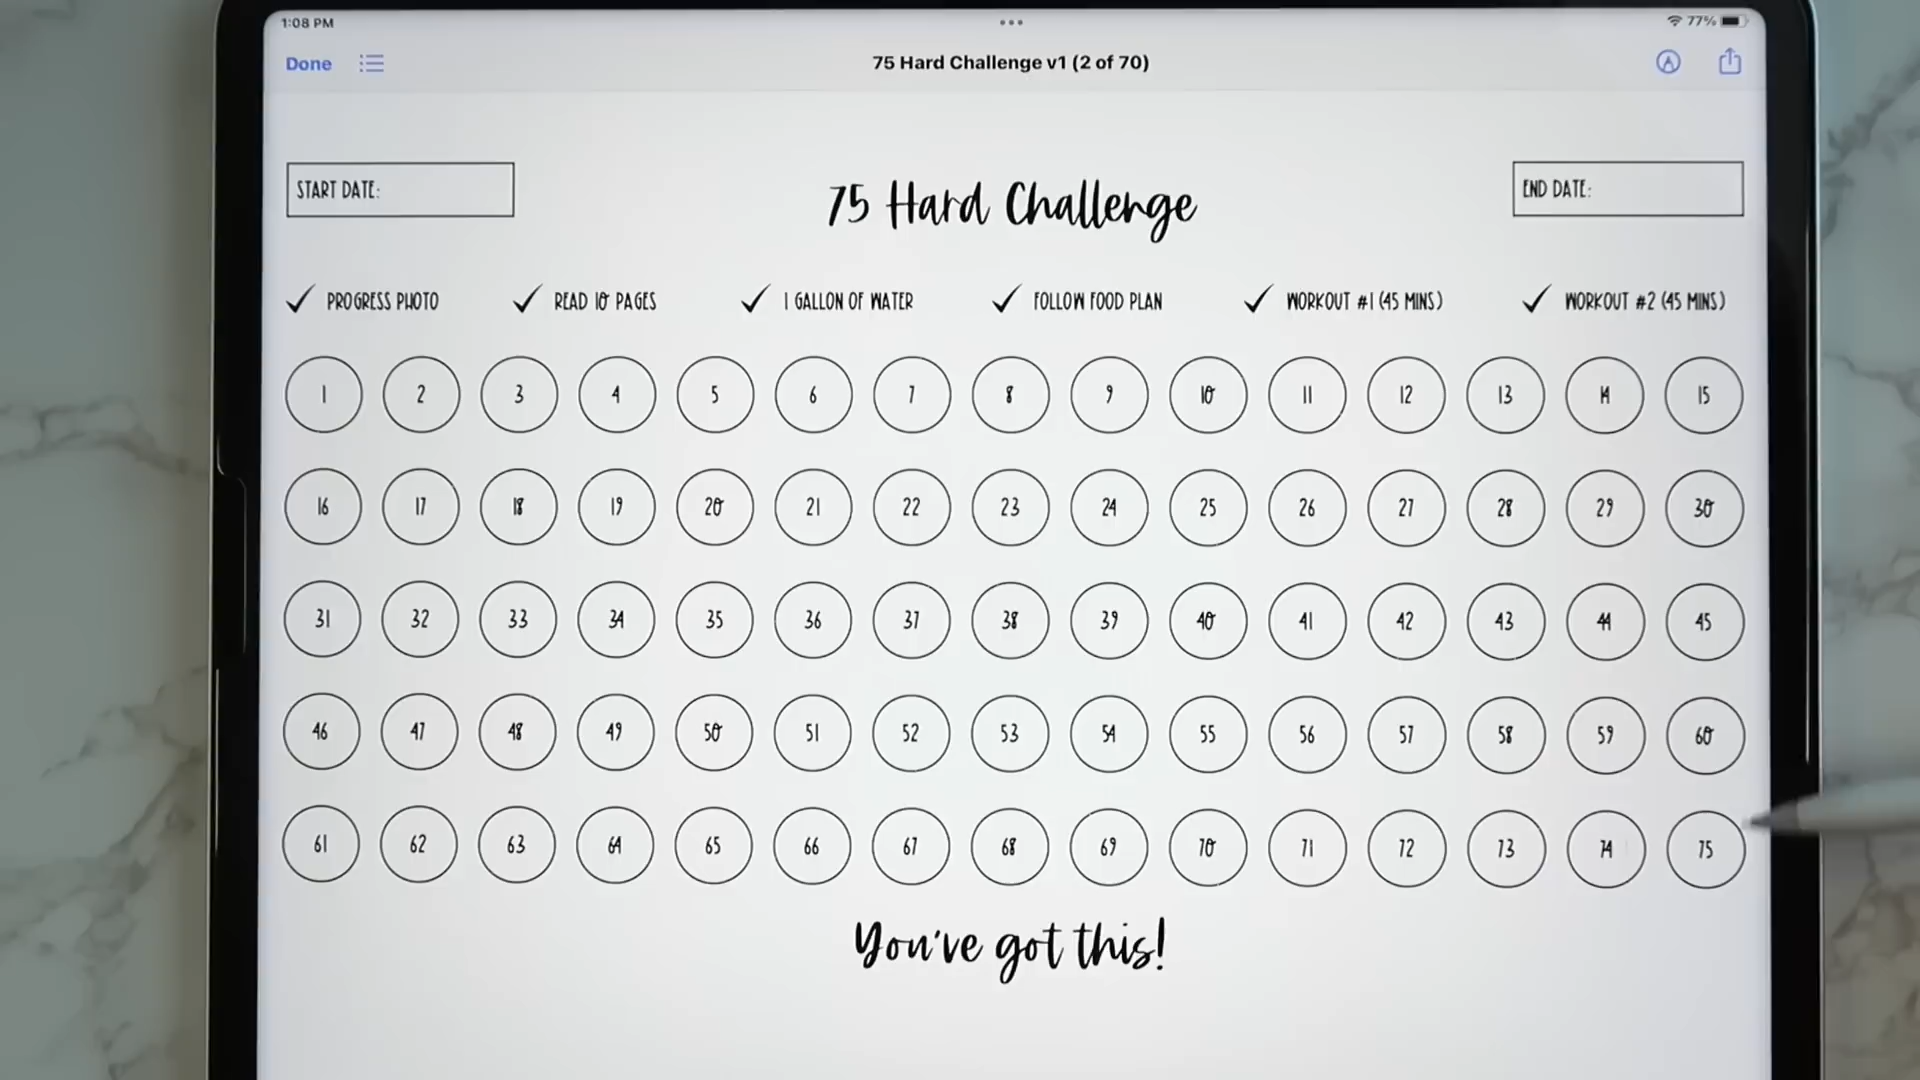 1:08 PM
77%
Done
75 Hard Challenge v1 (2 of 70)
START DATE:
75 Hard Challenge
END DATE:
PROGRESS PHOTO
READ 10 PAGES
1 GALLON OF WATER
FOLLOW FOOD PLAN
WORKOUT #1 (45 MINS)
WORKOUT #2 (45 MINS)
1 2 3 4 5 6 7 8 9 10 11 12 13 14 15
16 17 18 19 20 21 22 23 24 25 26 27 28 29 30
31 32 33 34 35 36 37 38 39 40 41 42 43 44 45
46 47 48 49 50 51 52 53 54 55 56 57 58 59 60
61 62 63 64 65 66 67 68 69 70 71 72 73 74 75
You've got this!